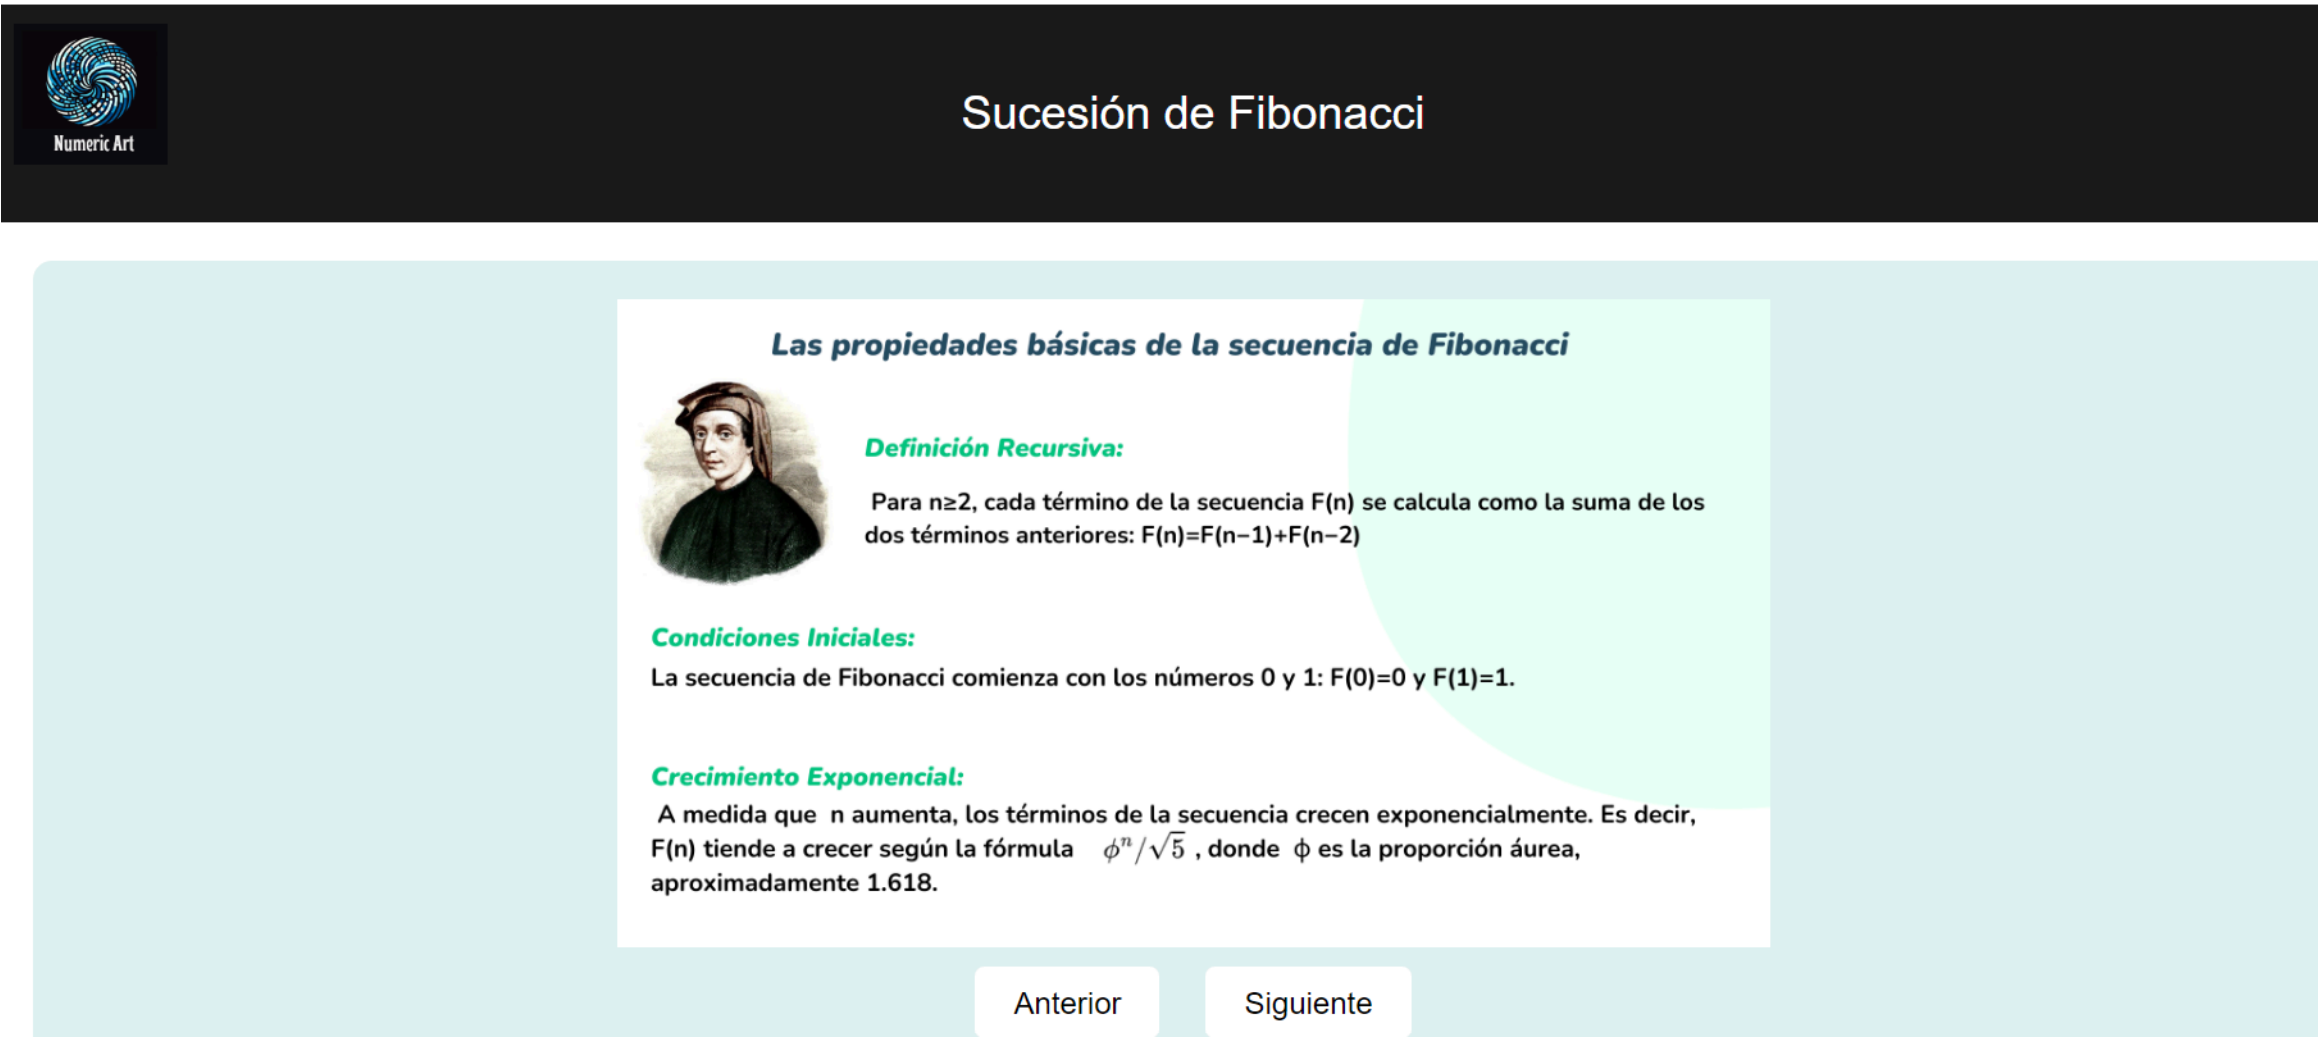 Numeric Art
Sucesión de Fibonacci
Las propiedades básicas de la secuencia de Fibonacci
Definición Recursiva:
Para n≥2, cada término de la secuencia F(n) se calcula como la suma de los
dos términos anteriores: F(n)=F(n−1)+F(n−2)
Condiciones Iniciales:
La secuencia de Fibonacci comienza con los números 0 y 1: F(0)=0 y F(1)=1.
Crecimiento Exponencial:
A medida que n aumenta, los términos de la secuencia crecen exponencialmente. Es decir,
F(n) tiende a crecer según la fórmula ϕⁿ/√5 , donde ϕ es la proporción áurea,
aproximadamente 1.618.
Anterior
Siguiente